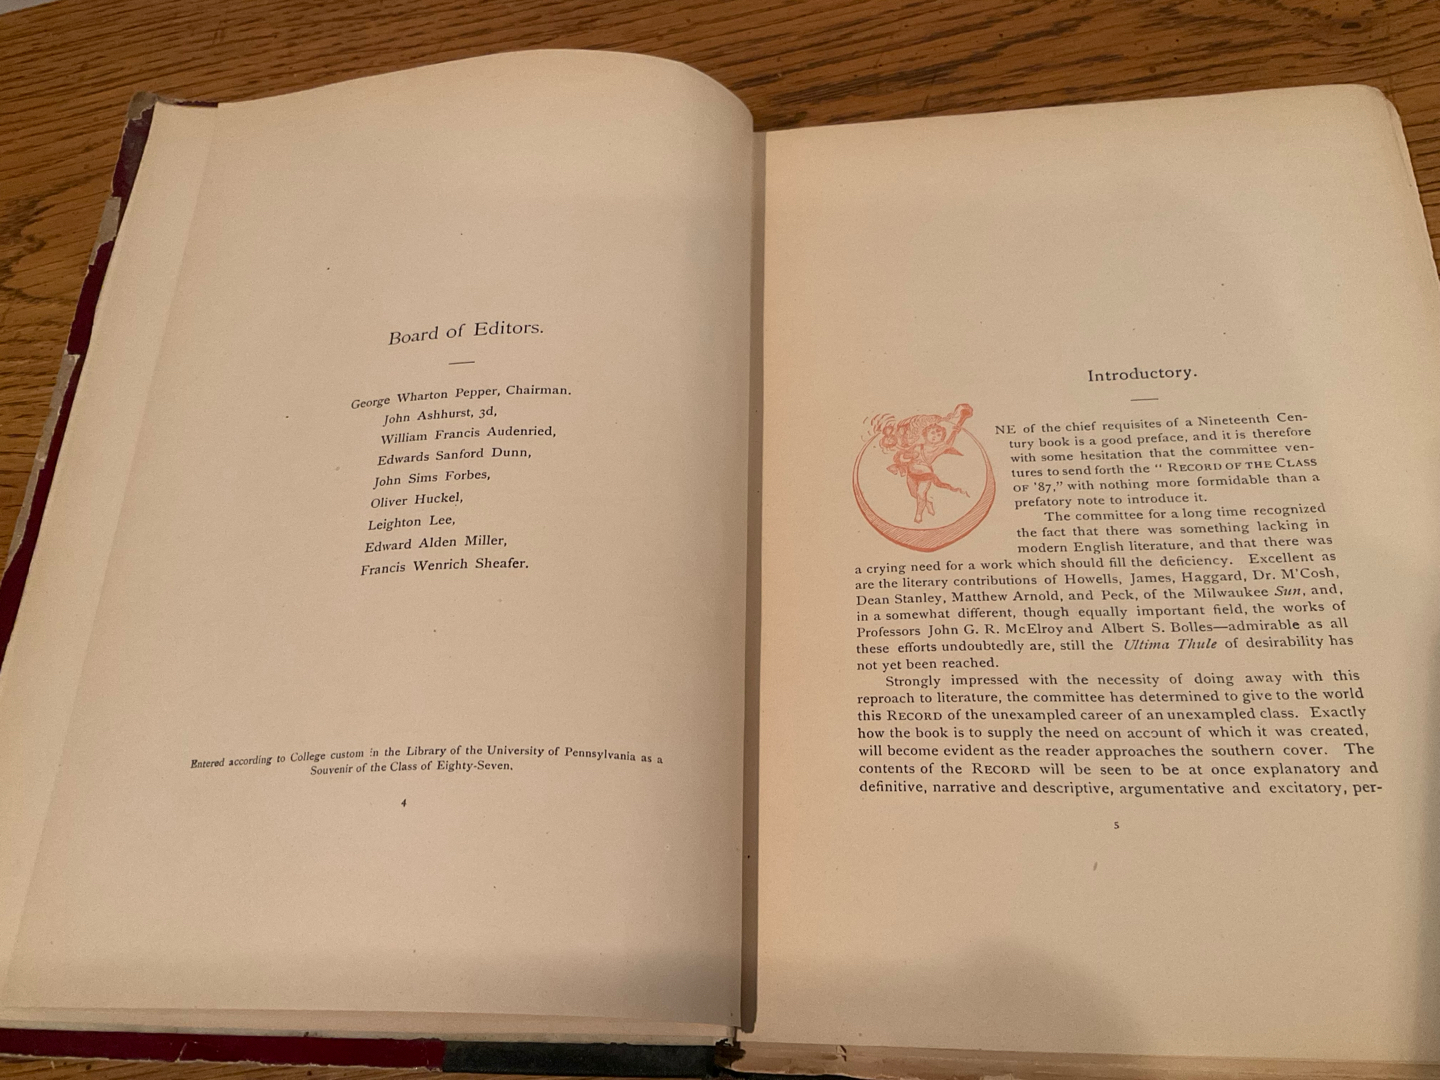 Board of Editors.
George Wharton Pepper, Chairman.
John Ashhurst, 3d,
William Francis Audenried,
Edwards Sanford Dunn,
John Sims Forbes,
Oliver Huckel,
Leighton Lee,
Edward Alden Miller,
Francis Wenrich Sheafer.
Entered according to College custom in the Library of the University of Pennsylvania as a
Souvenir of the Class of Eighty-Seven.
4
Introductory.
87
NE of the chief requisites of a Nineteenth Cen-
tury book is a good preface, and it is therefore
with some hesitation that the committee ven-
tures to send forth the " RECORD OF THE CLASS
OF '87," with nothing more formidable than a
prefatory note to introduce it.
The committee for a long time recognized
the fact that there was something lacking in
modern English literature, and that there was
a crying need for a work which should fill the deficiency. Excellent as
are the literary contributions of Howells, James, Haggard, Dr. M'Cosh,
Dean Stanley, Matthew Arnold, and Peck, of the Milwaukee Sun, and,
in a somewhat different, though equally important field, the works of
Professors John G. R. McElroy and Albert S. Bolles—admirable as all
these efforts undoubtedly are, still the Ultima Thule of desirability has
not yet been reached.
Strongly impressed with the necessity of doing away with this
reproach to literature, the committee has determined to give to the world
this RECORD of the unexampled career of an unexampled class. Exactly
how the book is to supply the need on account of which it was created,
will become evident as the reader approaches the southern cover. The
contents of the RECORD will be seen to be at once explanatory and
definitive, narrative and descriptive, argumentative and excitatory, per-
5